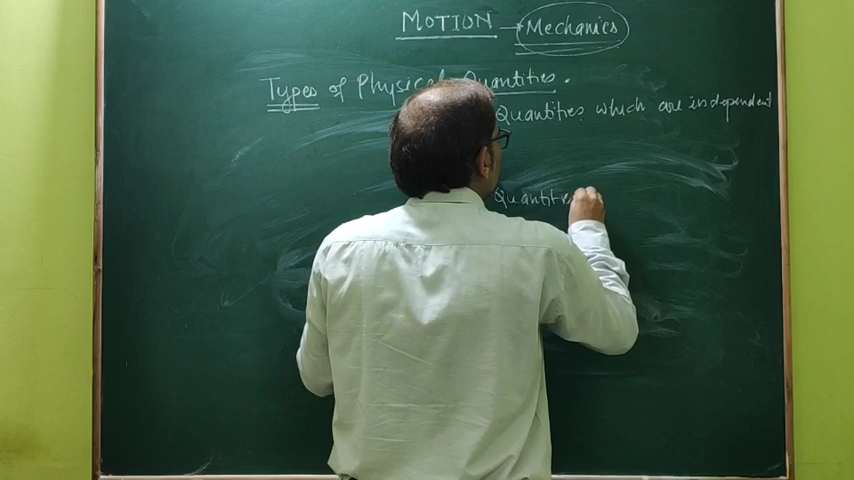 MOTION → Mechanics
Types of Physical Quantities.
Quantities which are independent
Quantities